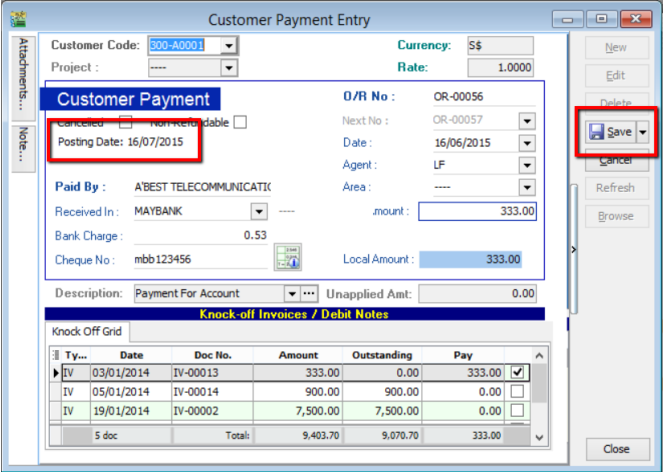 Customer Payment Entry
Attachments...
Note...
Customer Code: 300-A0001 Currency: S$
Project : ---- Rate: 1.0000
Customer Payment
O/R No : OR-00056
Cancelled Non-Refundable
Next No : OR-00057
Posting Date: 16/07/2015
Date : 16/06/2015
Agent : LF
Paid By : A'BEST TELECOMMUNICATIO
Area : ----
Received In : MAYBANK ----
.mount : 333.00
Bank Charge : 0.53
Cheque No : mbb123456
Local Amount : 333.00
Description: Payment For Account
Unapplied Amt: 0.00
Knock-off Invoices / Debit Notes
Knock Off Grid
Ty... Date Doc No. Amount Outstanding Pay
IV 03/01/2014 IV-00013 333.00 0.00 333.00
IV 05/01/2014 IV-00014 900.00 900.00 0.00
IV 19/01/2014 IV-00002 7,500.00 7,500.00 0.00
5 doc Total: 9,403.70 9,070.70 333.00
New
Edit
Delete
Save
Cancel
Refresh
Browse
Close